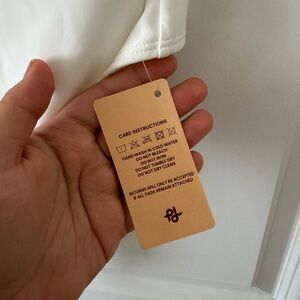 CARE INSTRUCTIONS
HAND WASH IN COLD WATER
DO NOT BLEACH
DO NOT IRON
DO NOT TUMBLE DRY
DO NOT DRY CLEAN
RETURNS WILL ONLY BE ACCEPTED
IF ALL TAGS REMAIN ATTACHED